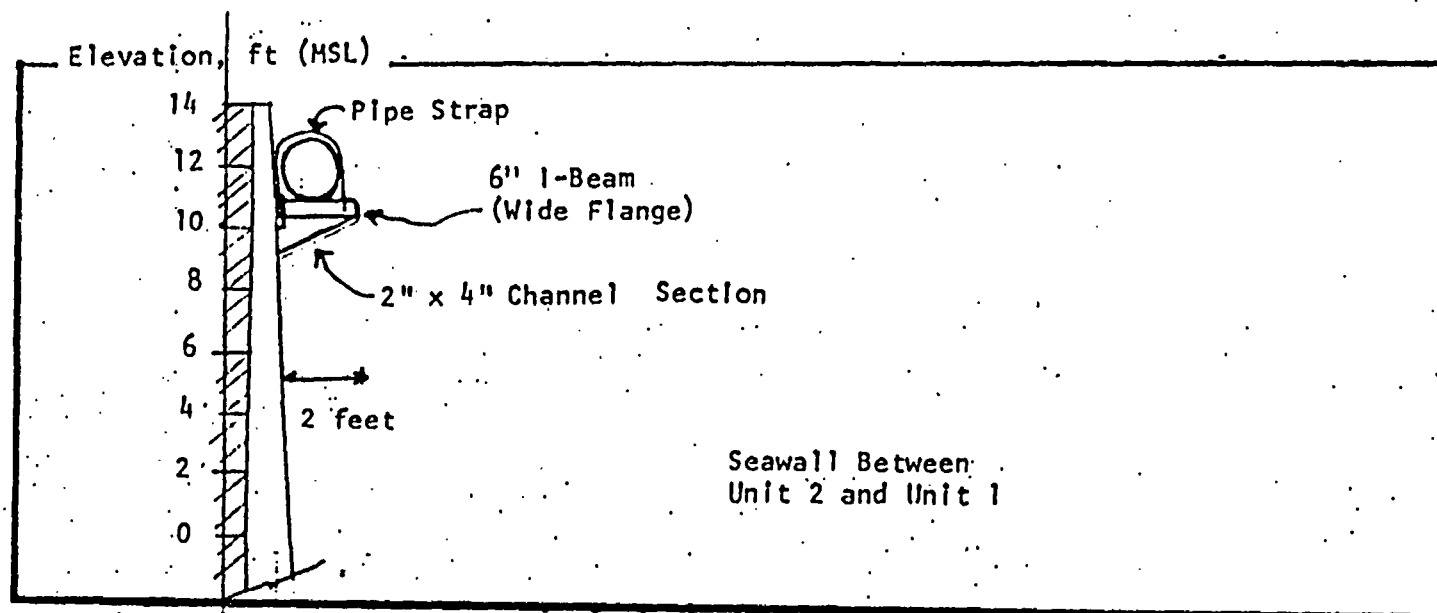 Elevation, ft (MSL)
14
Pipe Strap
12
6" I-Beam
(Wide Flange)
10
8
2" x 4" Channel Section
6
4
2 feet
2
Seawall Between
Unit 2 and Unit 1
0